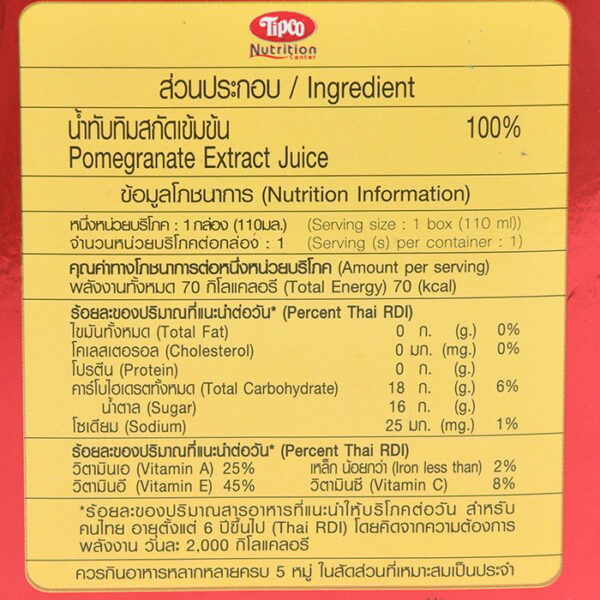 Tipco
Nutrition
Center
ส่วนประกอบ / Ingredient
น้ำทับทิมสกัดเข้มข้น 100%
Pomegranate Extract Juice
ข้อมูลโภชนาการ (Nutrition Information)
หนึ่งหน่วยบริโภค : 1 กล่อง (110มล.) (Serving size : 1 box (110 ml))
จำนวนหน่วยบริโภคต่อกล่อง : 1 (Serving (s) per container : 1)
คุณค่าทางโภชนาการต่อหนึ่งหน่วยบริโภค (Amount per serving)
พลังงานทั้งหมด 70 กิโลแคลอรี (Total Energy) 70 (kcal)
ร้อยละของปริมาณที่แนะนำต่อวัน* (Percent Thai RDI)
ไขมันทั้งหมด (Total Fat) 0 ก. (g.) 0%
โคเลสเตอรอล (Cholesterol) 0 มก. (mg.) 0%
โปรตีน (Protein) 0 ก. (g.)
คาร์โบไฮเดรตทั้งหมด (Total Carbohydrate) 18 ก. (g.) 6%
น้ำตาล (Sugar) 16 ก. (g.)
โซเดียม (Sodium) 25 มก. (mg.) 1%
ร้อยละของปริมาณที่แนะนำต่อวัน* (Percent Thai RDI)
วิตามินเอ (Vitamin A) 25% เหล็ก น้อยกว่า (Iron less than) 2%
วิตามินอี (Vitamin E) 45% วิตามินซี (Vitamin C) 8%
*ร้อยละของปริมาณสารอาหารที่แนะนำให้บริโภคต่อวัน สำหรับ
คนไทย อายุตั้งแต่ 6 ปีขึ้นไป (Thai RDI) โดยคิดจากความต้องการ
พลังงาน วันละ 2,000 กิโลแคลอรี
ควรกินอาหารหลากหลายครบ 5 หมู่ ในสัดส่วนที่เหมาะสมเป็นประจำ